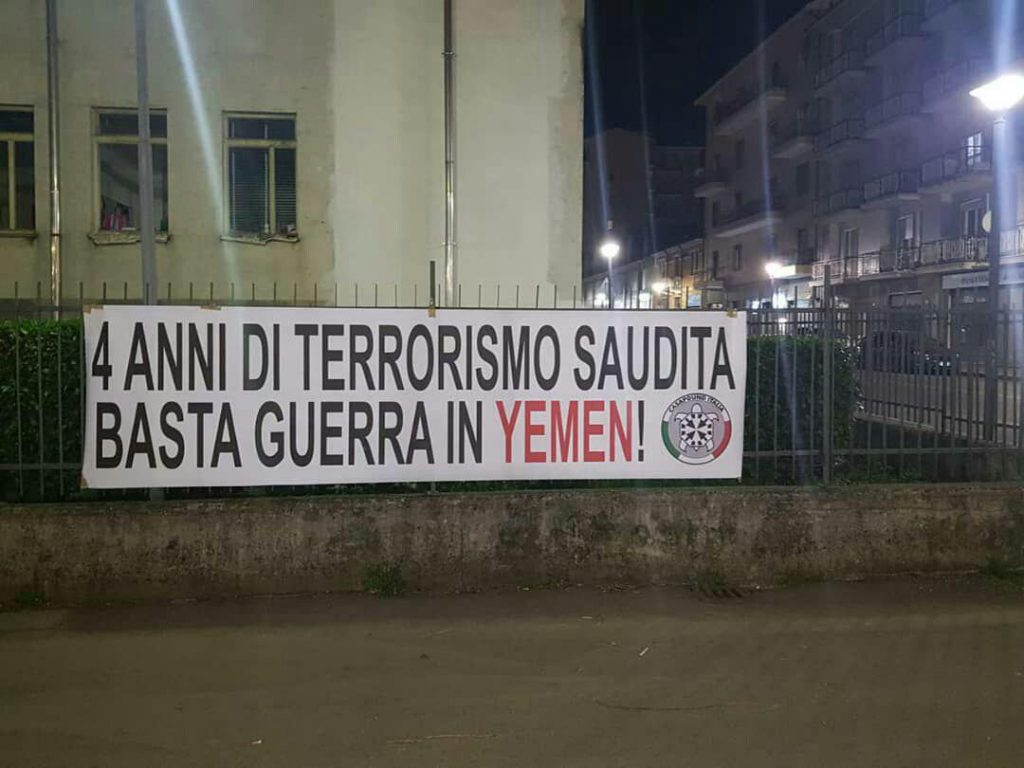 4 ANNI DI TERRORISMO SAUDITA
BASTA GUERRA IN YEMEN!
CASAPOUND ITALIA